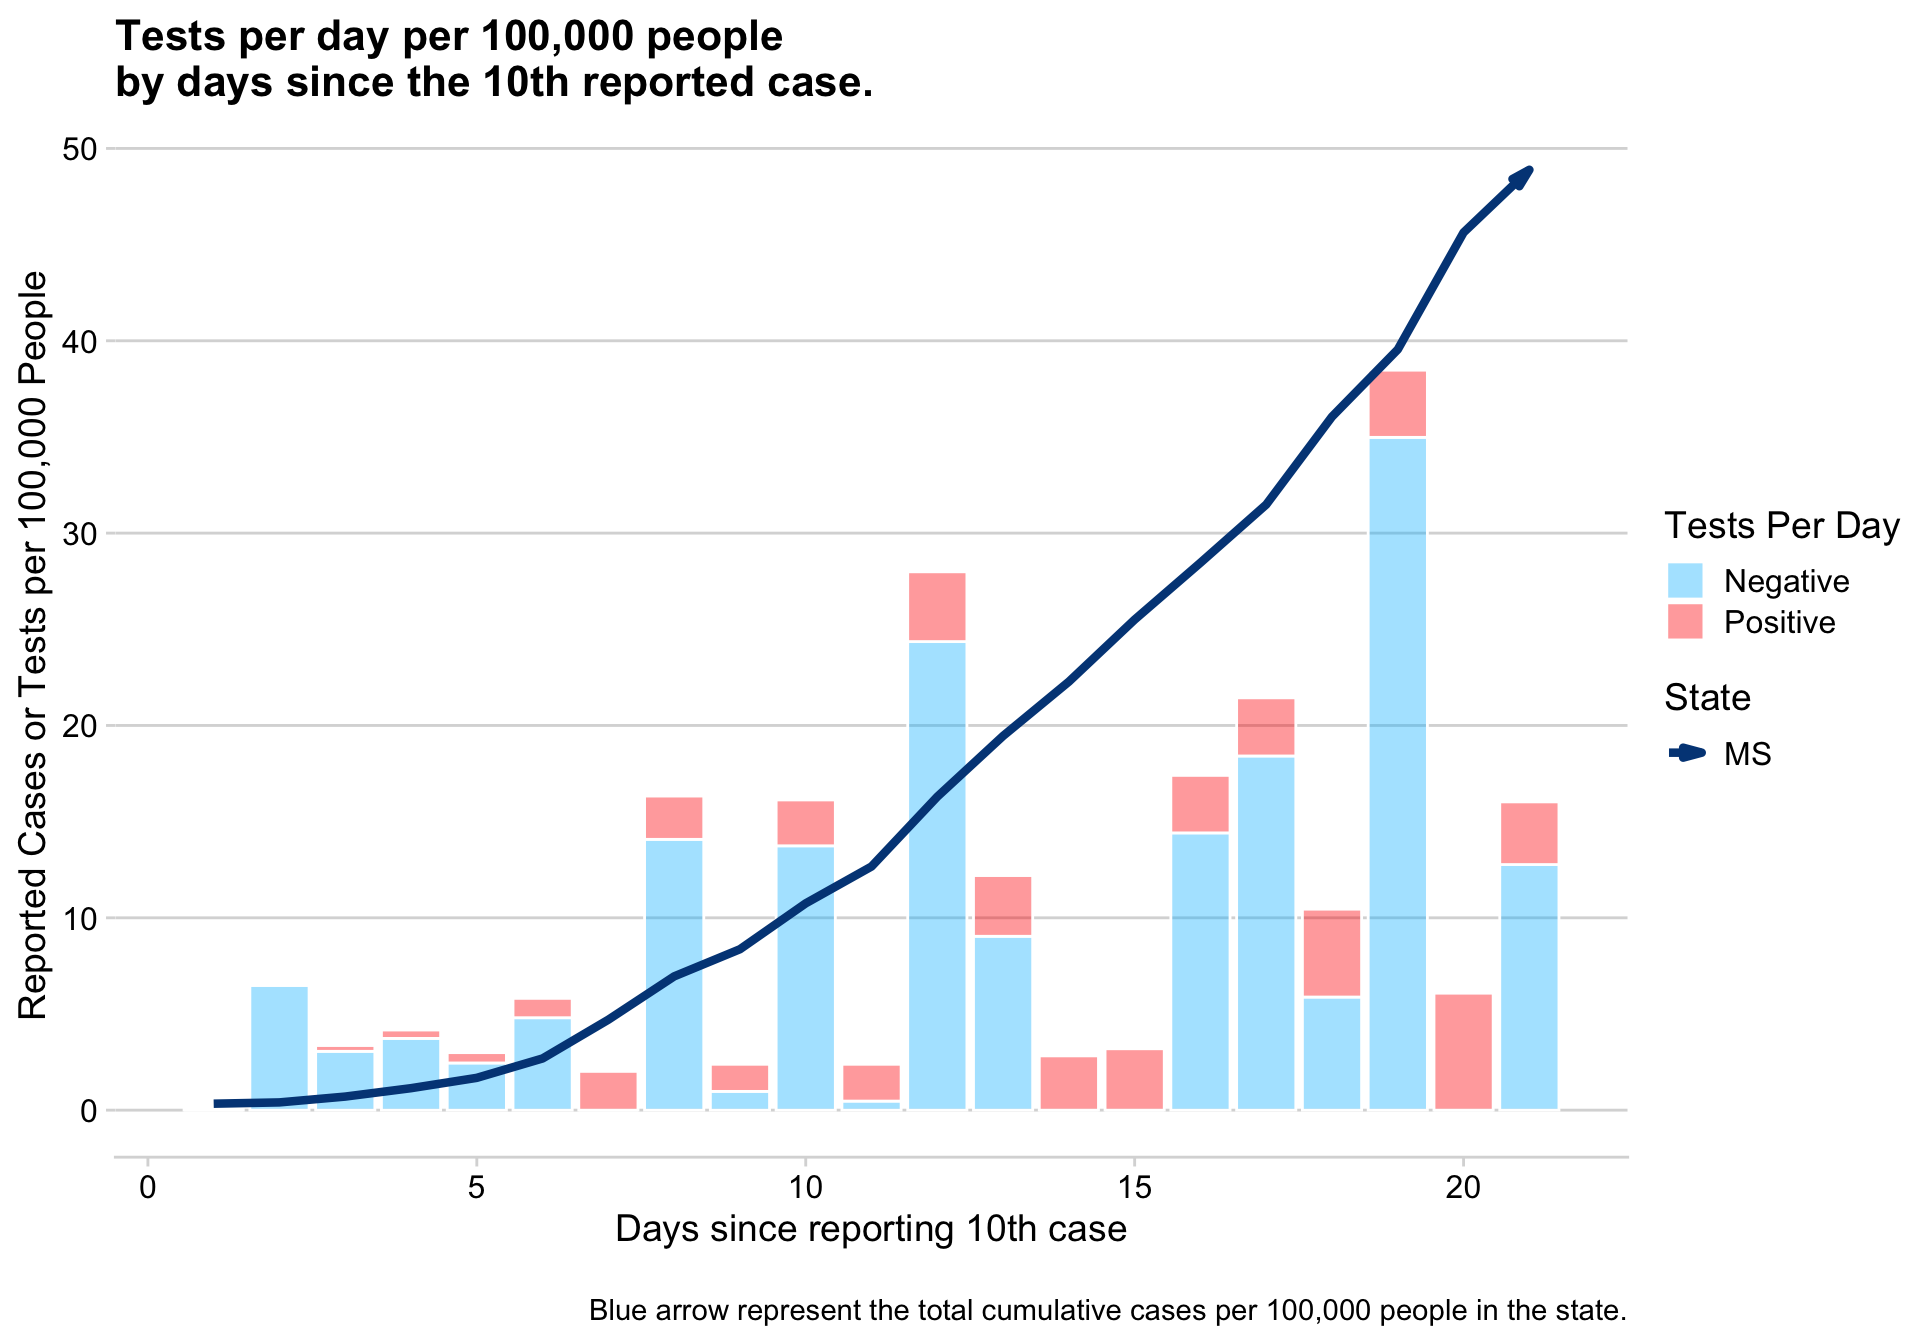 Tests per day per 100,000 people
by days since the 10th reported case.
Reported Cases or Tests per 100,000 People
50
40
30
20
10
0
0
5
10
15
20
Days since reporting 10th case
Tests Per Day
Negative
Positive
State
MS
Blue arrow represent the total cumulative cases per 100,000 people in the state.